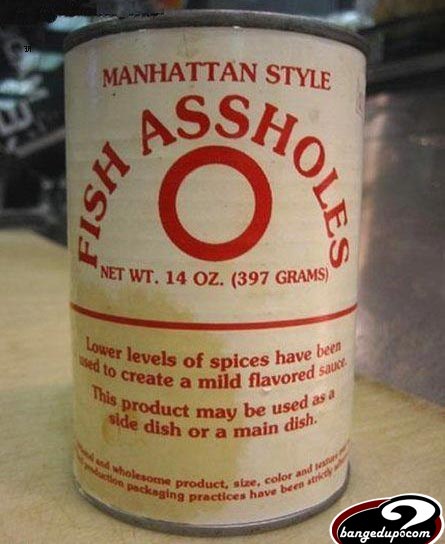 MANHATTAN STYLE
FISH ASSHOLES
NET WT. 14 OZ. (397 GRAMS)
Lower levels of spices have been
used to create a mild flavored sauce.
This product may be used as a
side dish or a main dish.
and wholesome product, size, color and texture
production packaging practices have been strictly
bangedup.com